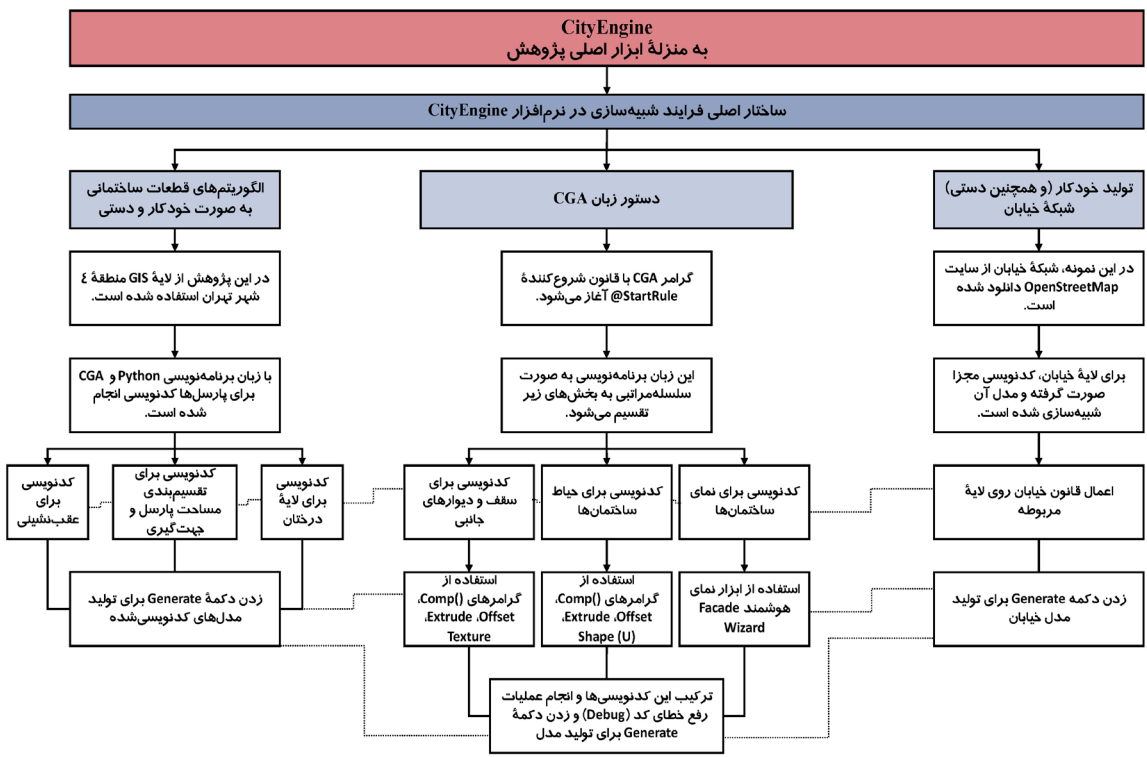 CityEngine
به منزلهٔ ابزار اصلی پژوهش
ساختار اصلی فرایند شبیه‌سازی در نرم‌افزار CityEngine
تولید خودکار (و همچنین دستی)
شبکهٔ خیابان
دستور زبان CGA
الگوریتم‌های قطعات ساختمانی
به صورت خودکار و دستی
در این نمونه، شبکهٔ خیابان از سایت
OpenStreetMap دانلود شده
است.
گرامر CGA با قانون شروع‌کنندهٔ
@StartRule آغاز می‌شود.
در این پژوهش از لایهٔ GIS منطقهٔ ٤
شهر تهران استفاده شده است.
برای لایهٔ خیابان، کدنویسی مجزا
صورت گرفته و مدل آن
شبیه‌سازی شده است.
این زبان برنامه‌نویسی به صورت
سلسله‌مراتبی به بخش‌های زیر
تقسیم می‌شود.
با زبان برنامه‌نویسی Python و CGA
برای پارسل‌ها کدنویسی انجام
شده است.
اعمال قانون خیابان روی لایهٔ
مربوطه
کدنویسی برای نمای
ساختمان‌ها
کدنویسی برای حیاط
ساختمان‌ها
کدنویسی برای
سقف و دیوارهای
جانبی
کدنویسی
برای لایهٔ
درختان
کدنویسی برای
تقسیم‌بندی
مساحت پارسل و
جهت‌گیری
کدنویسی
برای
عقب‌نشینی
زدن دکمه Generate برای تولید
مدل خیابان
استفاده از ابزار نمای
هوشمند Facade
Wizard
استفاده از
گرامرهای Comp()،
Extrude ،Offset،
Shape (U)
استفاده از
گرامرهای Comp()،
Extrude ،Offset،
Texture
زدن دکمهٔ Generate برای تولید
مدل‌های کدنویسی‌شده
ترکیب این کدنویسی‌ها و انجام عملیات
رفع خطای کد (Debug) و زدن دکمهٔ
Generate برای تولید مدل